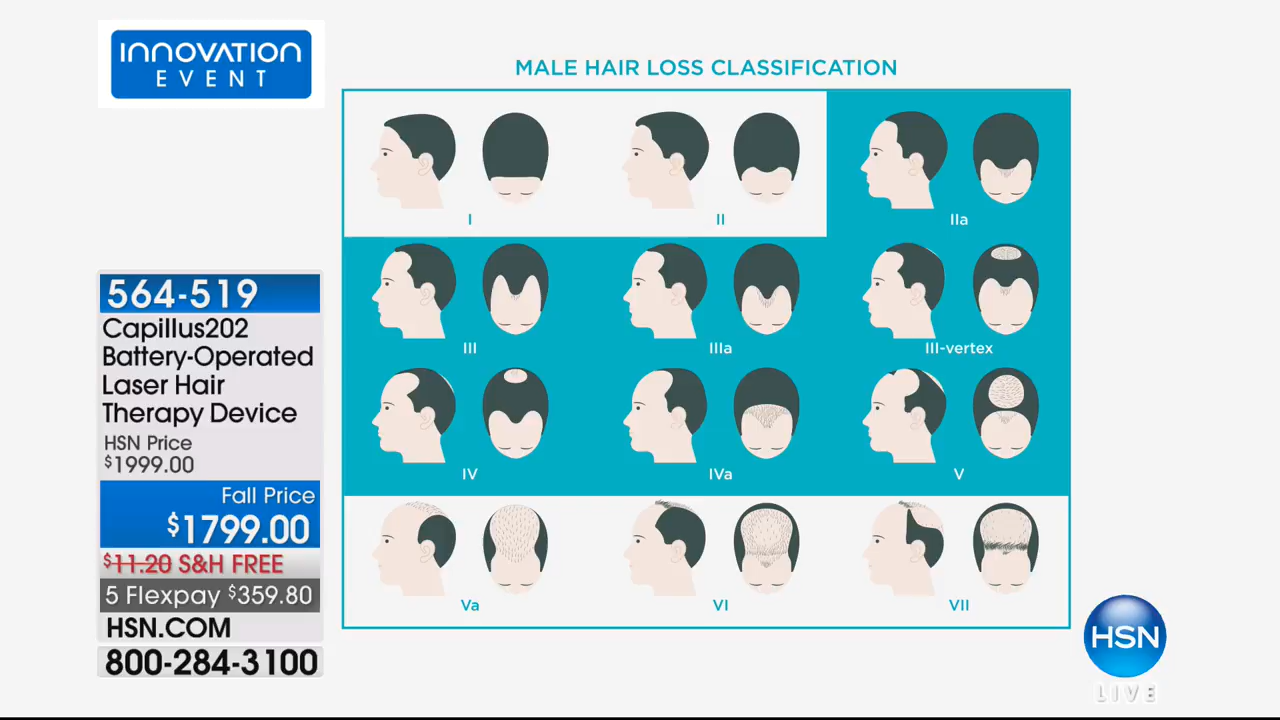 INNOVATION
EVENT
MALE HAIR LOSS CLASSIFICATION
I
II
IIa
III
IIIa
III-vertex
IV
IVa
V
Va
VI
VII
564-519
Capillus202
Battery-Operated
Laser Hair
Therapy Device
HSN Price
$1999.00
Fall Price
$1799.00
$11.20 S&H FREE
5 Flexpay $359.80
HSN.COM
800-284-3100
HSN
LIVE